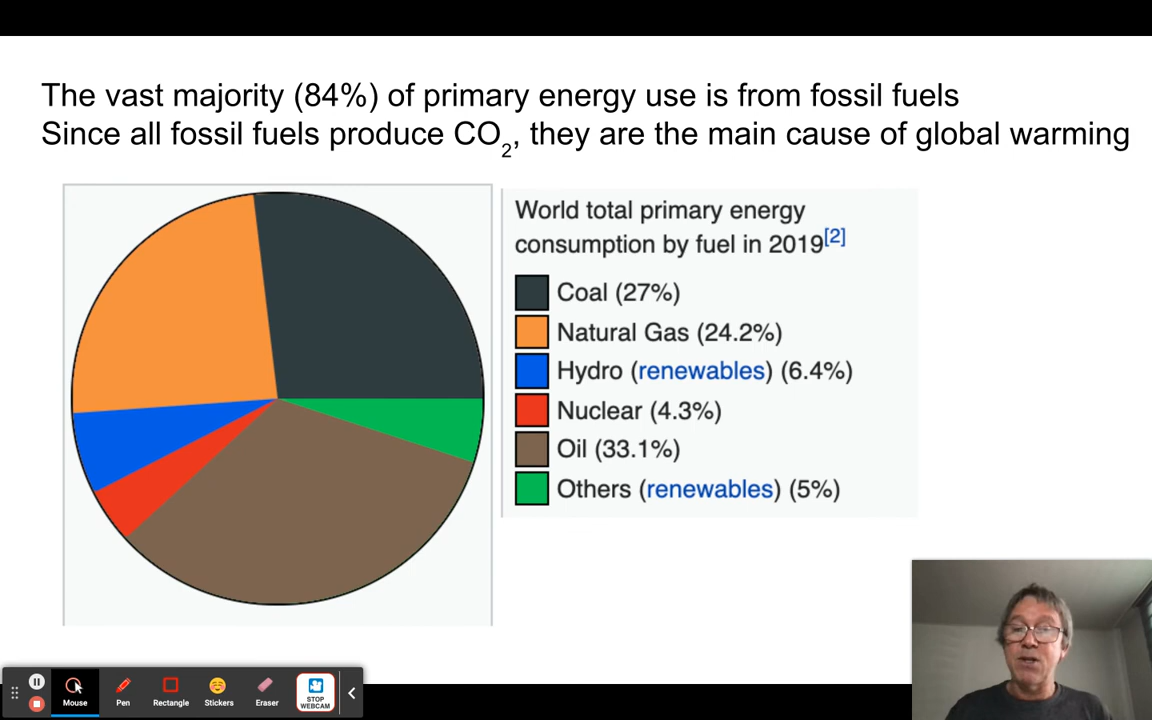 The vast majority (84%) of primary energy use is from fossil fuels
Since all fossil fuels produce CO2, they are the main cause of global warming
World total primary energy
consumption by fuel in 2019[2]
Coal (27%)
Natural Gas (24.2%)
Hydro (renewables) (6.4%)
Nuclear (4.3%)
Oil (33.1%)
Others (renewables) (5%)
Mouse
Pen
Rectangle
Stickers
Eraser
STOP
WEBCAM